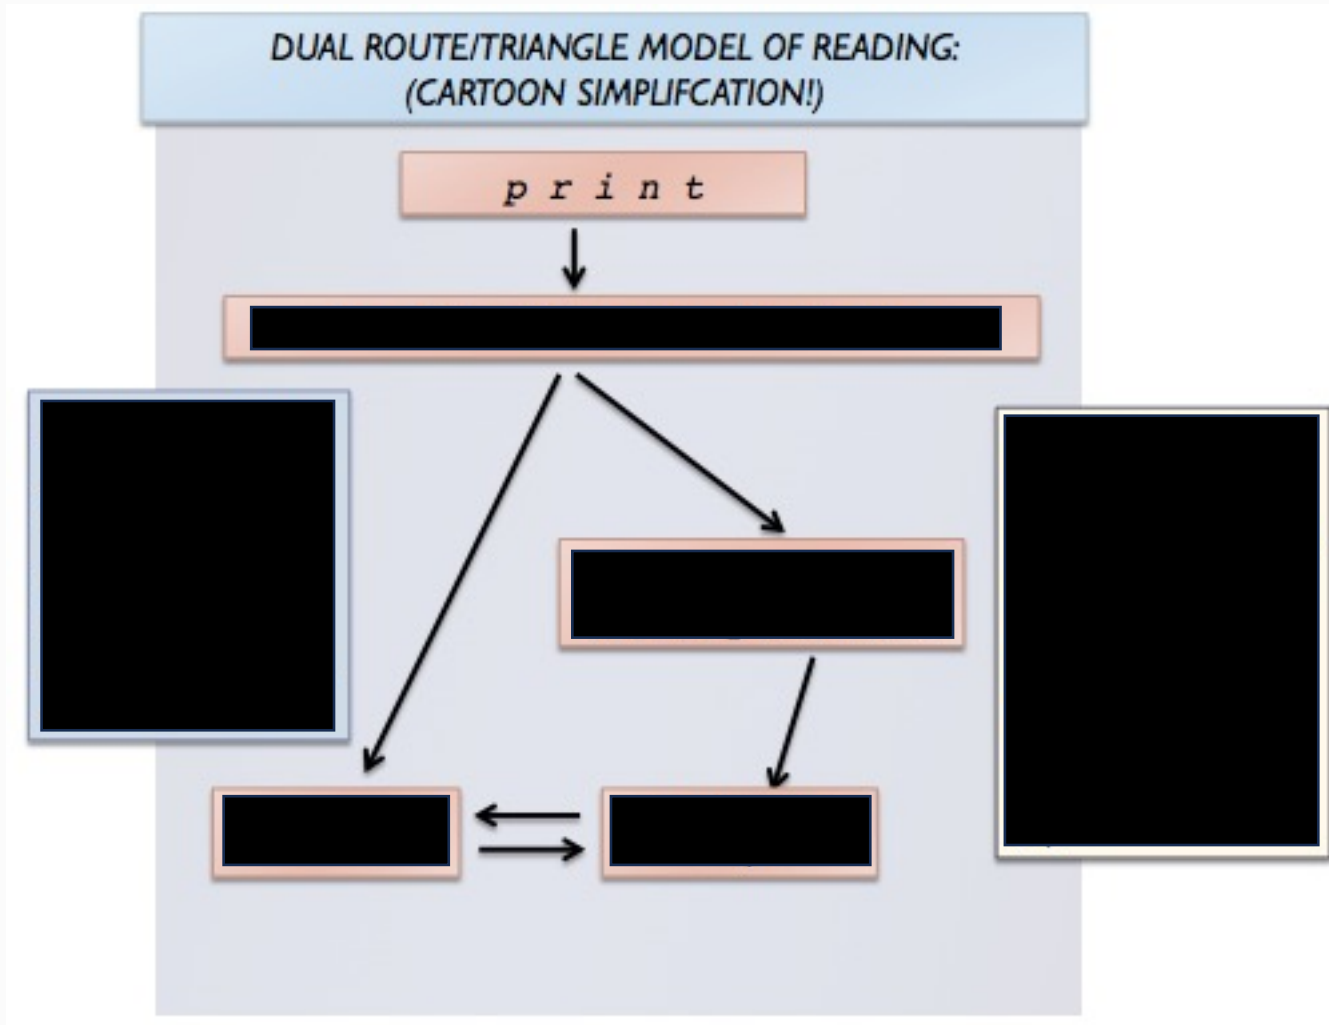 DUAL ROUTE/TRIANGLE MODEL OF READING:
(CARTOON SIMPLIFCATION!)
p r i n t